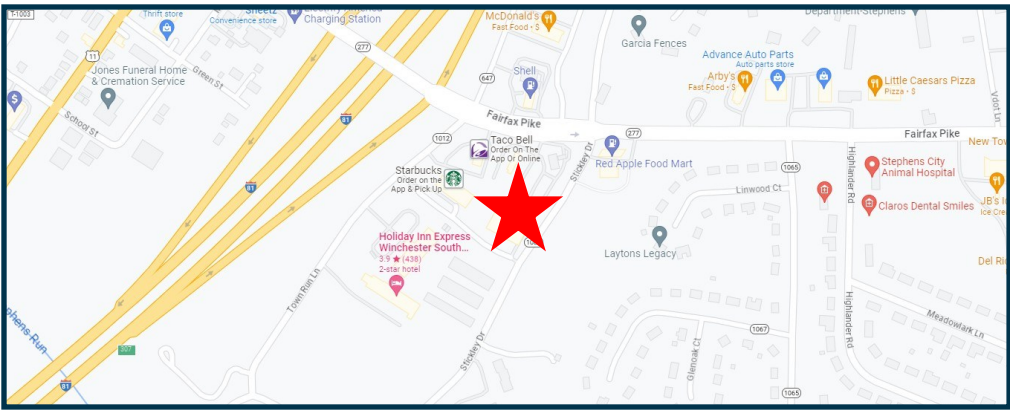 T-1003
Thrift store
Sheetz
Convenience store
Charging Station
McDonald's
Fast Food · $
Garcia Fences
Department-Stephens
11
Jones Funeral Home
& Cremation Service
Green St
School St
277
81
647
Shell
Advance Auto Parts
Auto parts store
Arby's
Fast Food · $
Little Caesars Pizza
Pizza · $
Vdot Ln
Fairfax Pike
277
Fairfax Pike
New Tow
1012
Taco Bell
Order On The
App Or Online
Starbucks
Order on the
App & Pick Up
Stickley Dr
Red Apple Food Mart
1065
Highlander Rd
Stephens City
Animal Hospital
Linwood Ct
Claros Dental Smiles
JB's I
Ice Cre
81
Holiday Inn Express
Winchester South...
3.9 ★ (438)
2-star hotel
Laytons Legacy
Del Ri
Town Run Ln
phens Run
307
Stickley Dr
1067
Glenoak Ct
Highlander Rd
Meadowlark Ln
81
1065